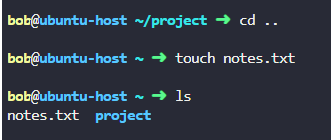 bob@ubuntu-host ~/project ➜ cd ..
bob@ubuntu-host ~ ➜ touch notes.txt
bob@ubuntu-host ~ ➜ ls
notes.txt  project